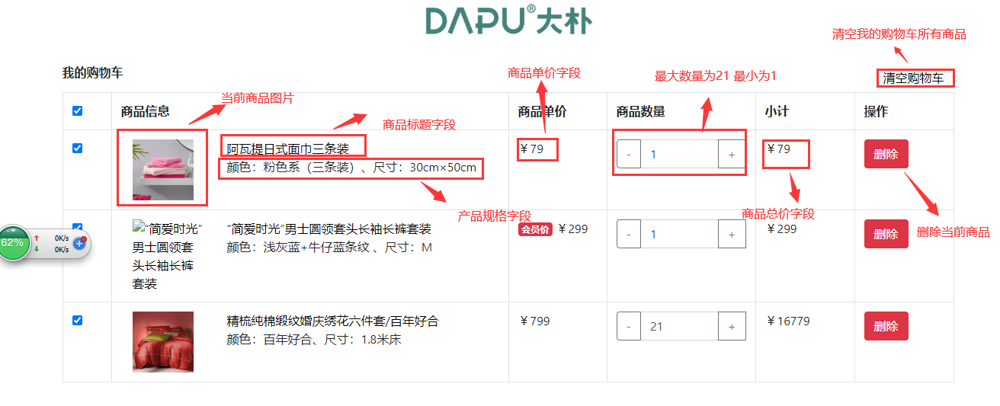 DAPU®大朴
清空我的购物车所有商品
我的购物车
商品单价字段
最大数量为21 最小为1
清空购物车
当前商品图片
商品信息
商品单价
商品数量
小计
操作
商品标题字段
阿瓦提日式面巾三条装
颜色：粉色系（三条装）、尺寸：30cm×50cm
￥79
-
1
+
￥79
删除
产品规格字段
商品总价字段
删除当前商品
62%
0K/s
0K/s
“简爱时光”
男士圆领套
头长袖长裤
套装
“简爱时光”男士圆领套头长袖长裤套装
颜色：浅灰蓝+牛仔蓝条纹 、尺寸：M
会员价 ￥299
-
1
+
￥299
删除
精梳纯棉缎纹婚庆绣花六件套/百年好合
颜色：百年好合、尺寸：1.8米床
￥799
-
21
+
￥16779
删除